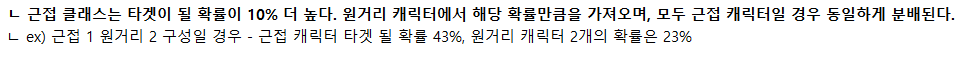 ㄴ 근접 클래스는 타겟이 될 확률이 10% 더 높다. 원거리 캐릭터에서 해당 확률만큼을 가져오며, 모두 근접 캐릭터일 경우 동일하게 분배된다.
ㄴ ex) 근접 1 원거리 2 구성일 경우 - 근접 캐릭터 타겟 될 확률 43%, 원거리 캐릭터 2개의 확률은 23%